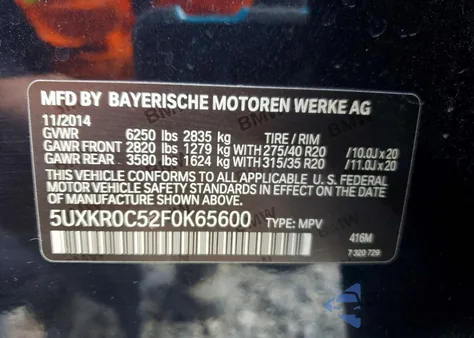 MFD BY BAYERISCHE MOTOREN WERKE AG
11/2014
GVWR 6250 lbs 2835 kg TIRE / RIM
GAWR FRONT 2820 lbs 1279 kg WITH 275/40 R20 /10.0J x 20
GAWR REAR 3580 lbs 1624 kg WITH 315/35 R20 /11.0J x 20
THIS VEHICLE CONFORMS TO ALL APPLICABLE U. S. FEDERAL
MOTOR VEHICLE SAFETY STANDARDS IN EFFECT ON THE DATE
OF MANUFACTURE SHOWN ABOVE.
5UXKR0C52F0K65600 TYPE: MPV
416M
7 320 729